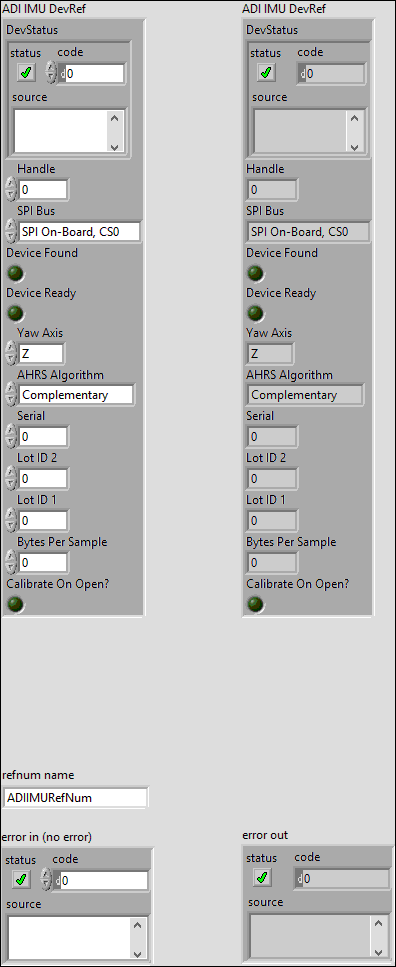 ADI IMU DevRef
DevStatus
status code
d 0
source
Handle
0
SPI Bus
SPI On-Board, CS0
Device Found
Device Ready
Yaw Axis
Z
AHRS Algorithm
Complementary
Serial
0
Lot ID 2
0
Lot ID 1
0
Bytes Per Sample
0
Calibrate On Open?
ADI IMU DevRef
DevStatus
status code
d 0
source
Handle
0
SPI Bus
SPI On-Board, CS0
Device Found
Device Ready
Yaw Axis
Z
AHRS Algorithm
Complementary
Serial
0
Lot ID 2
0
Lot ID 1
0
Bytes Per Sample
0
Calibrate On Open?
refnum name
ADIIMURefNum
error in (no error)
status code
d 0
source
error out
status code
d 0
source